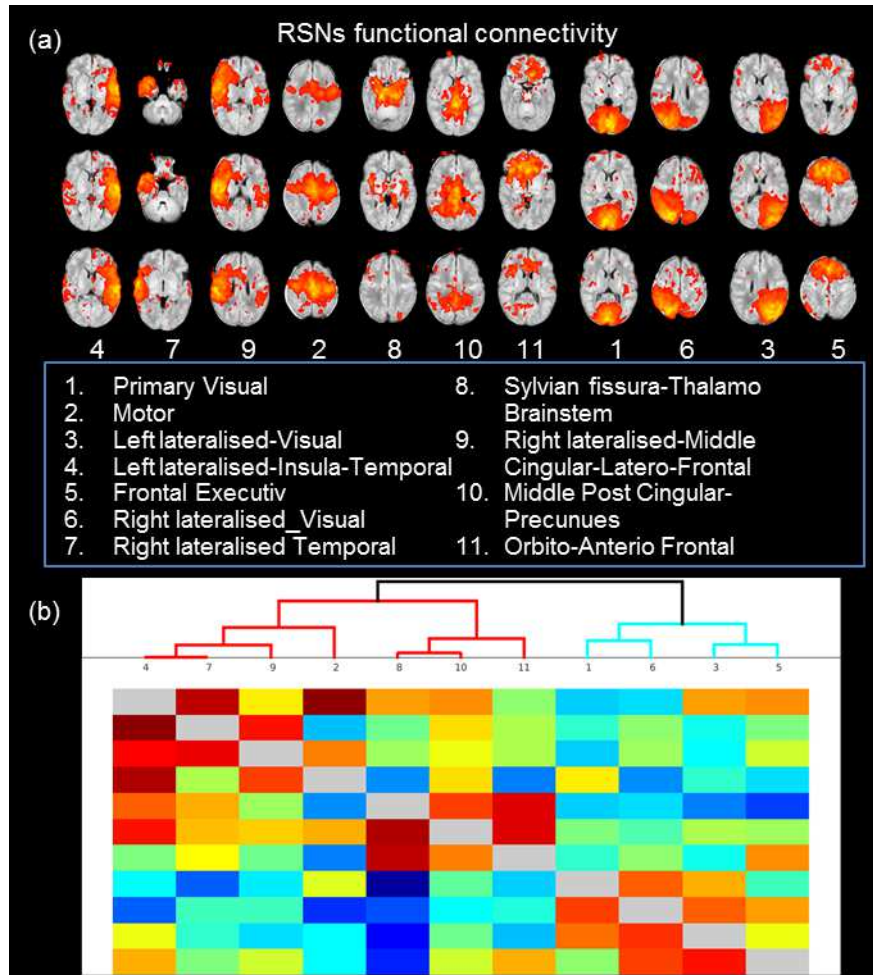 (a)
RSNs functional connectivity
4 7 9 2 8 10 11 1 6 3 5
1. Primary Visual
2. Motor
3. Left lateralised-Visual
4. Left lateralised-Insula-Temporal
5. Frontal Executiv
6. Right lateralised_Visual
7. Right lateralised Temporal
8. Sylvian fissura-Thalamo
Brainstem
9. Right lateralised-Middle
Cingular-Latero-Frontal
10. Middle Post Cingular-
Precunues
11. Orbito-Anterio Frontal
(b)
4 7 9 2 8 10 11 1 6 3 5